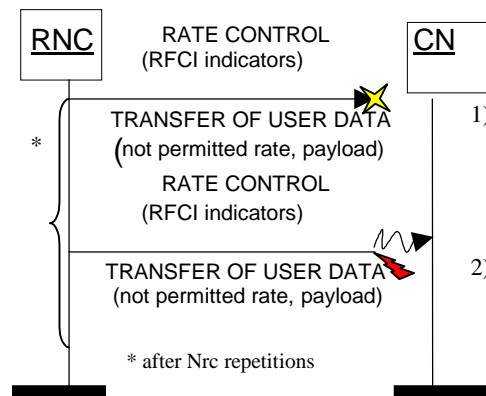 RNC
RATE CONTROL
CN
(RFCI indicators)
1)
TRANSFER OF USER DATA
*
(not permitted rate, payload)
RATE CONTROL
(RFCI indicators)
TRANSFER OF USER DATA
2)
(not permitted rate, payload)
* after Nrc repetitions